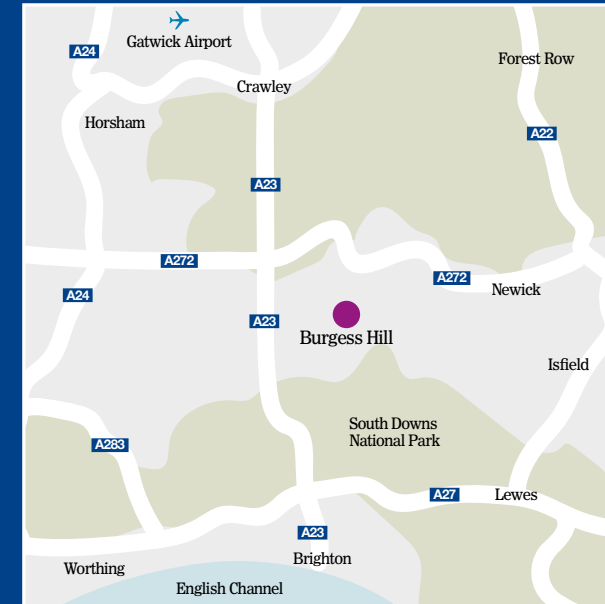 Gatwick Airport
A24
Forest Row
Crawley
Horsham
A22
A23
A272
A272
Newick
A24
A23
Burgess Hill
Isfield
South Downs
National Park
A283
A27
Lewes
A23
Brighton
Worthing
English Channel